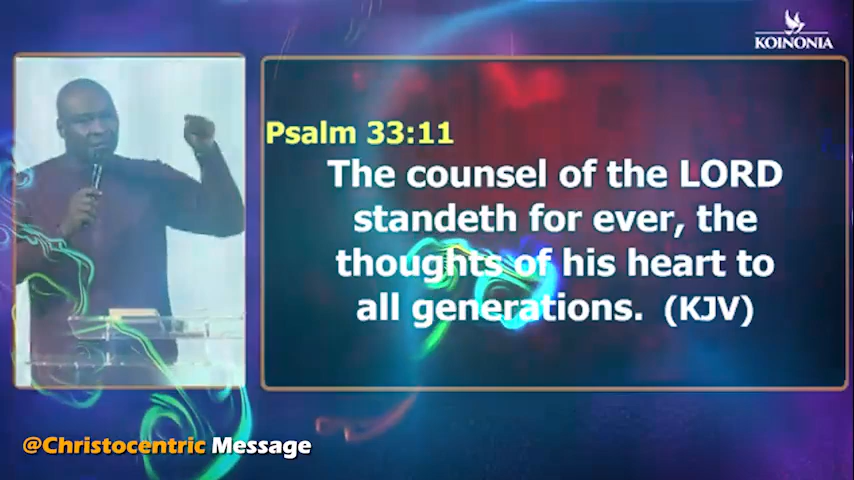 KOINONIA
Psalm 33:11
The counsel of the LORD
standeth for ever, the
thoughts of his heart to
all generations. (KJV)
@Christocentric Message